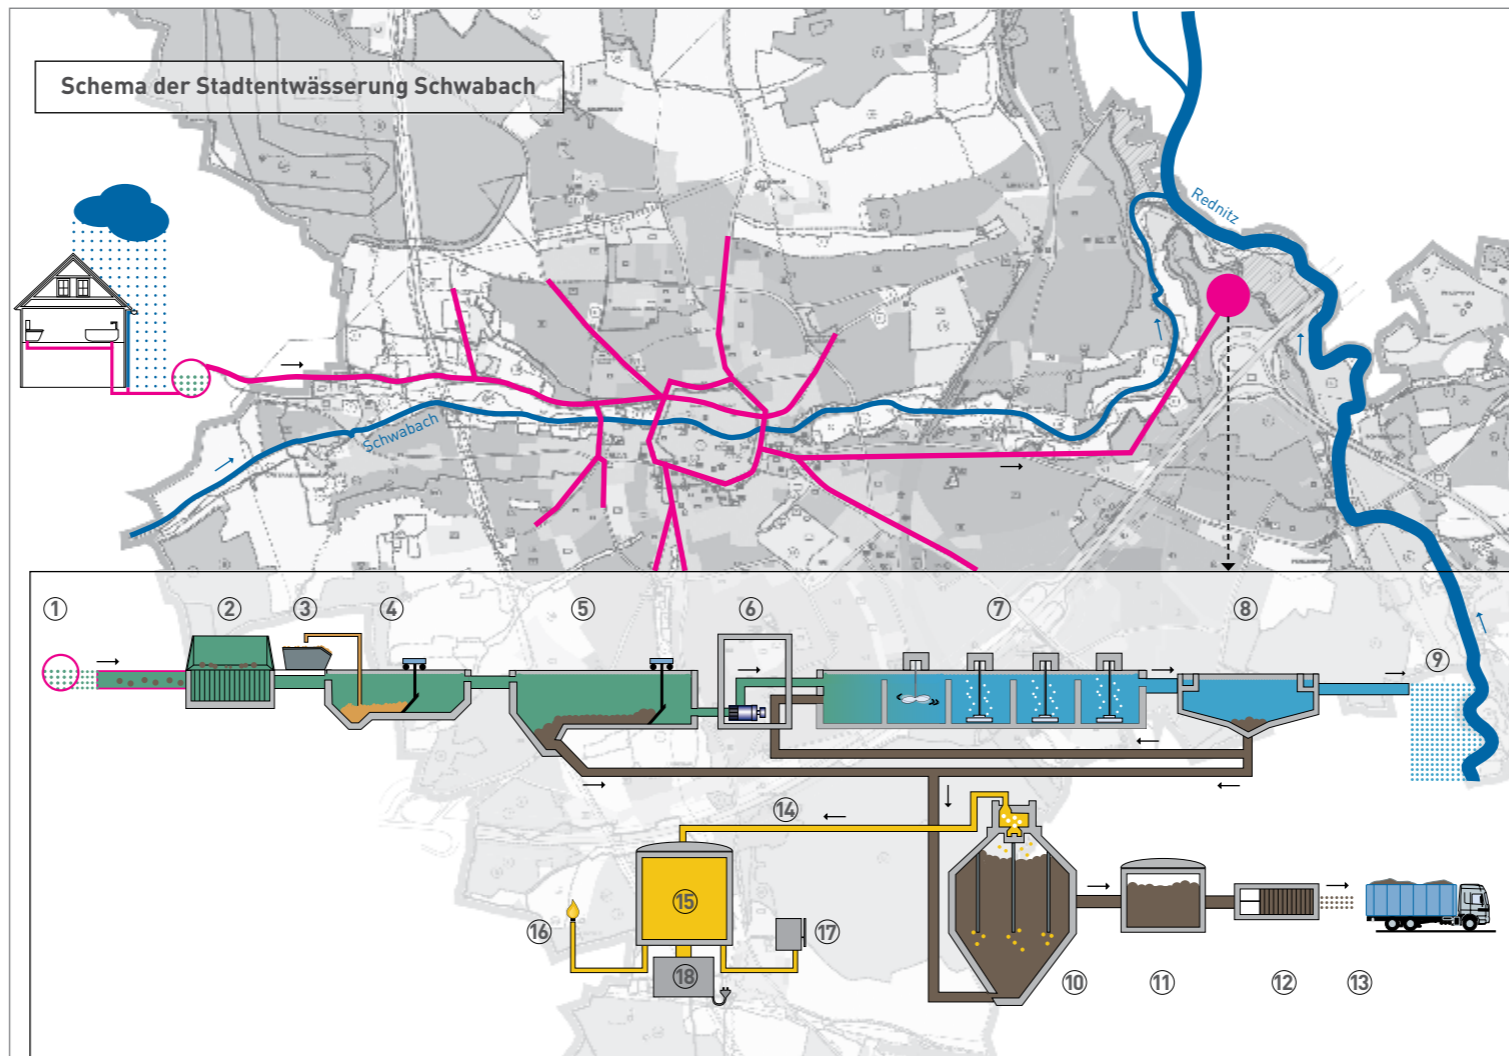 Schema der Stadtentwässerung Schwabach
Rednitz
Schwabach
① ② ③ ④ ⑤ ⑥ ⑦ ⑧
⑨
⑭
⑮
⑯ ⑰
⑱
⑩ ⑪ ⑫ ⑬